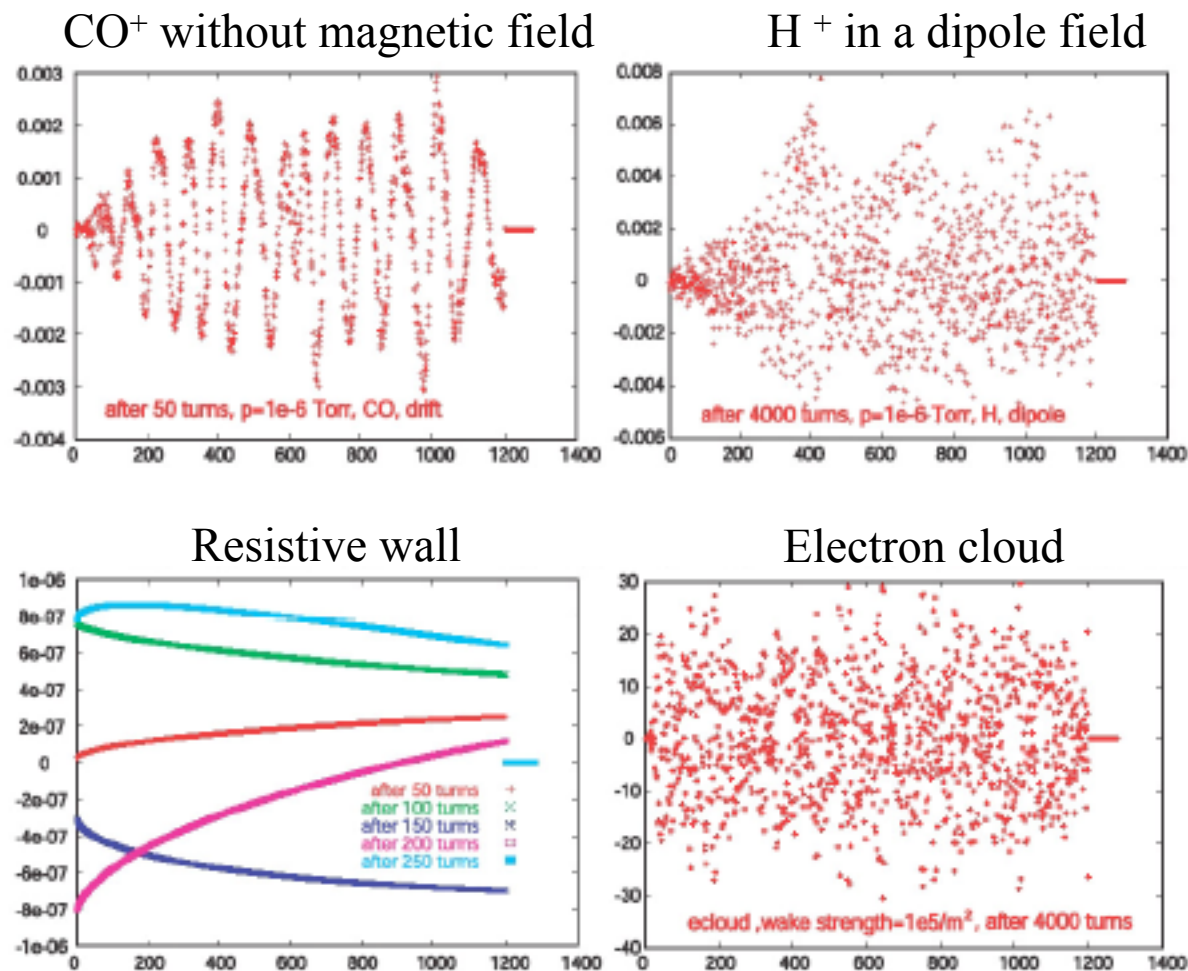 CO⁺ without magnetic field
H ⁺ in a dipole field
0.003
0.002
0.001
0
-0.001
-0.002
-0.003
-0.004
after 50 turns, p=1e-6 Torr, CO, drift
0 200 400 600 800 1000 1200 1400
0.008
0.006
0.004
0.002
0
-0.002
-0.004
-0.006
after 4000 turns, p=1e-6 Torr, H, dipole
0 200 400 600 800 1000 1200 1400
Resistive wall
Electron cloud
1e-06
8e-07
6e-07
4e-07
2e-07
0
-2e-07
-4e-07
-6e-07
-8e-07
-1e-06
after 50 turns
after 100 turns
after 150 turns
after 200 turns
after 250 turns
0 200 400 600 800 1000 1200 1400
30
20
10
0
-10
-20
-30
-40
ecloud ,wake strength=1e5/m², after 4000 turns
0 200 400 600 800 1000 1200 1400